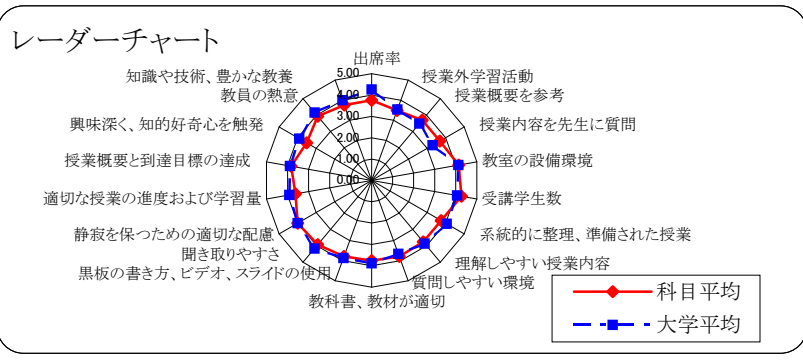 レーダーチャート
出席率
授業外学習活動
授業概要を参考
授業内容を先生に質問
教室の設備環境
受講学生数
系統的に整理、準備された授業
理解しやすい授業内容
質問しやすい環境
教科書、教材が適切
黒板の書き方、ビデオ、スライドの使用
聞き取りやすさ
静寂を保つための適切な配慮
適切な授業の進度および学習量
授業概要と到達目標の達成
興味深く、知的好奇心を触発
教員の熱意
知識や技術、豊かな教養
5.00
4.00
3.00
2.00
1.00
0.00
科目平均
大学平均